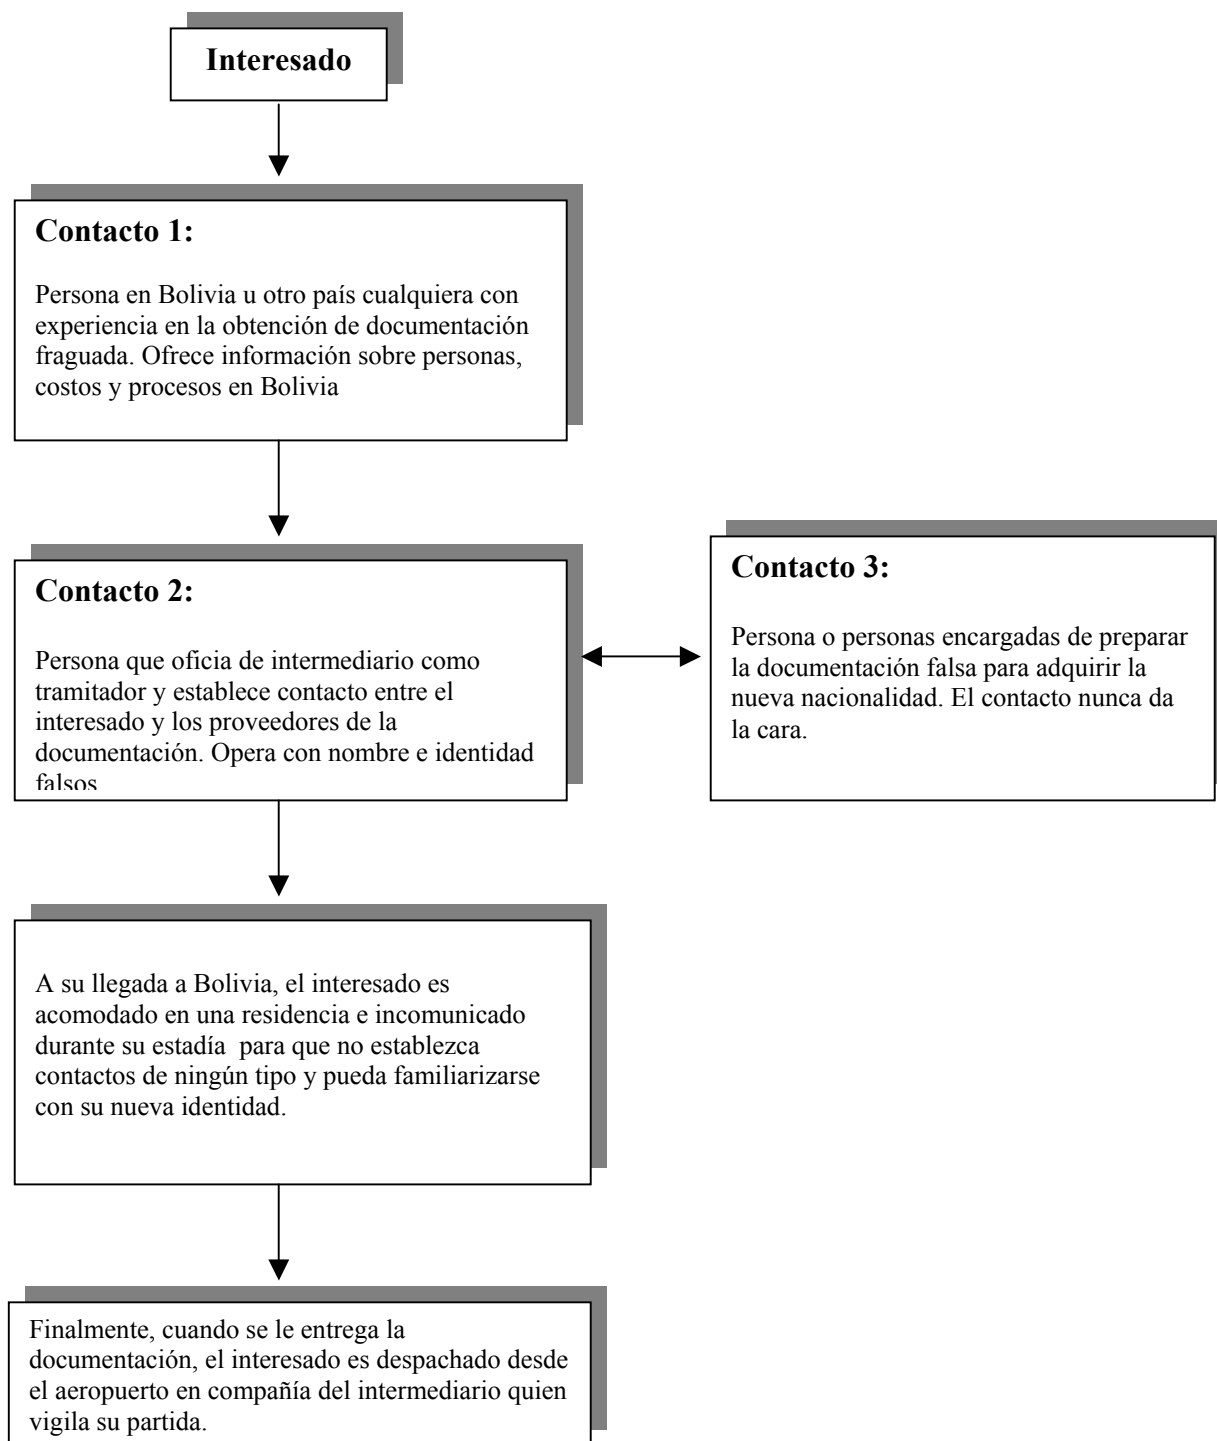 Interesado
Contacto 1:
Persona en Bolivia u otro país cualquiera con
experiencia en la obtención de documentación
fraguada. Ofrece información sobre personas,
costos y procesos en Bolivia
Contacto 2:
Persona que oficia de intermediario como
tramitador y establece contacto entre el
interesado y los proveedores de la
documentación. Opera con nombre e identidad
falsos
Contacto 3:
Persona o personas encargadas de preparar
la documentación falsa para adquirir la
nueva nacionalidad. El contacto nunca da
la cara.
A su llegada a Bolivia, el interesado es
acomodado en una residencia e incomunicado
durante su estadía  para que no establezca
contactos de ningún tipo y pueda familiarizarse
con su nueva identidad.
Finalmente, cuando se le entrega la
documentación, el interesado es despachado desde
el aeropuerto en compañía del intermediario quien
vigila su partida.